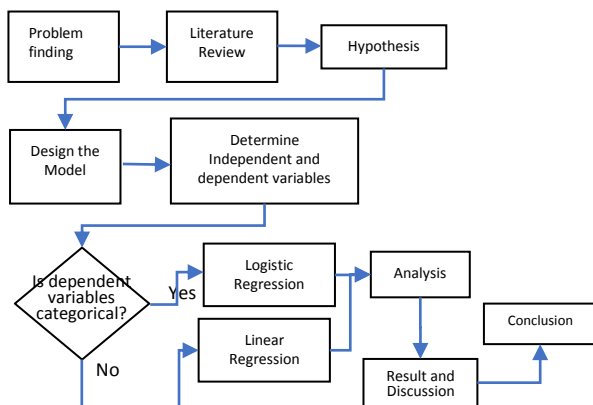 Problem
finding
Literature
Review
Hypothesis
Design the
Model
Determine
Independent and
dependent variables
Is dependent
variables
categorical?
Yes
No
Logistic
Regression
Linear
Regression
Analysis
Result and
Discussion
Conclusion